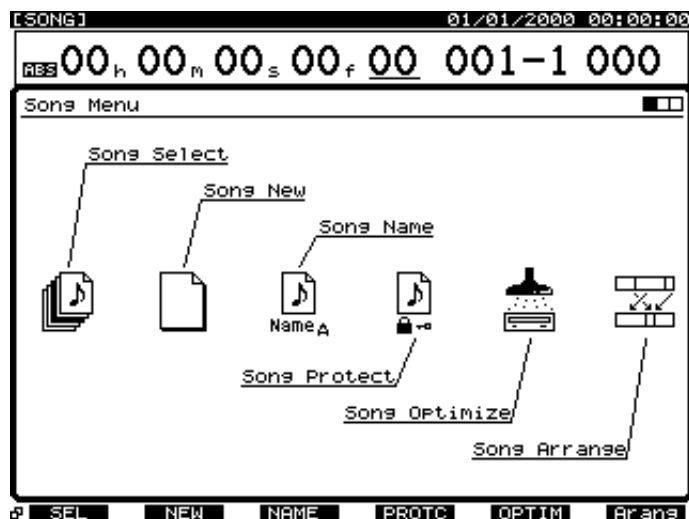 [SONG] 01/01/2000 00:00:00
ABS 00h 00m 00s 00f 00 001-1 000
Song Menu
Song Select
Song New
Song Name
Name A
Song Protect
Song Optimize
Song Arrange
SEL NEW NAME PROTC OPTIM Arang